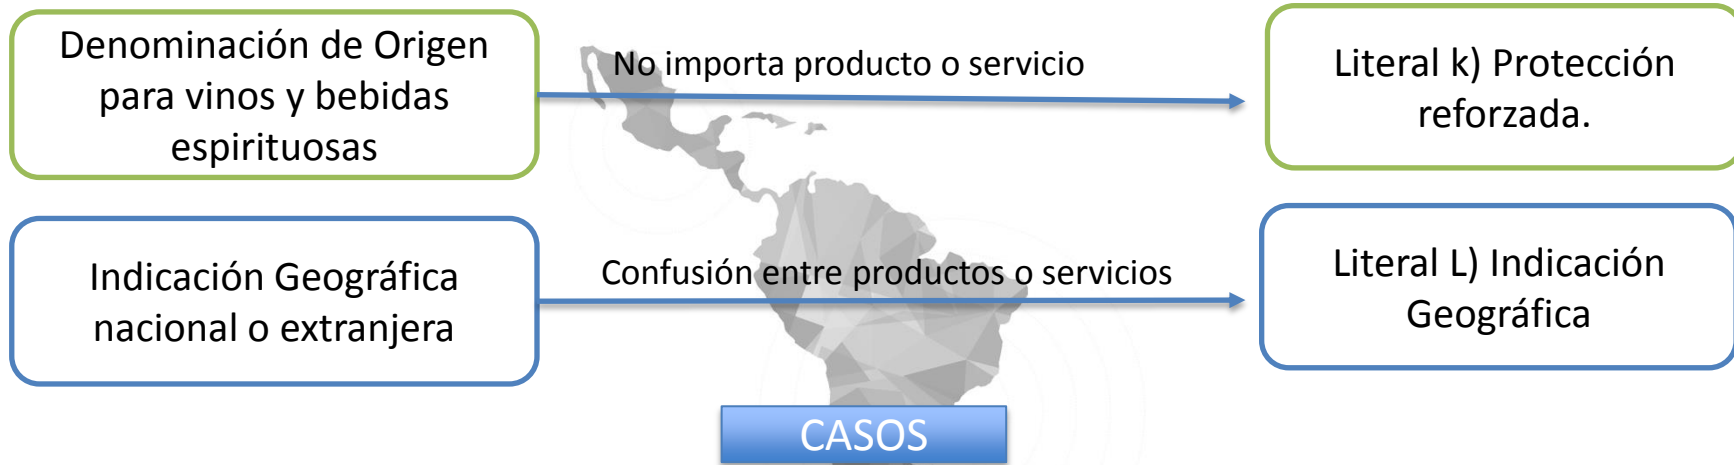 Denominación de Origen
para vinos y bebidas
espirituosas
No importa producto o servicio
Literal k) Protección
reforzada.
Indicación Geográfica
nacional o extranjera
Confusión entre productos o servicios
Literal L) Indicación
Geográfica
CASOS